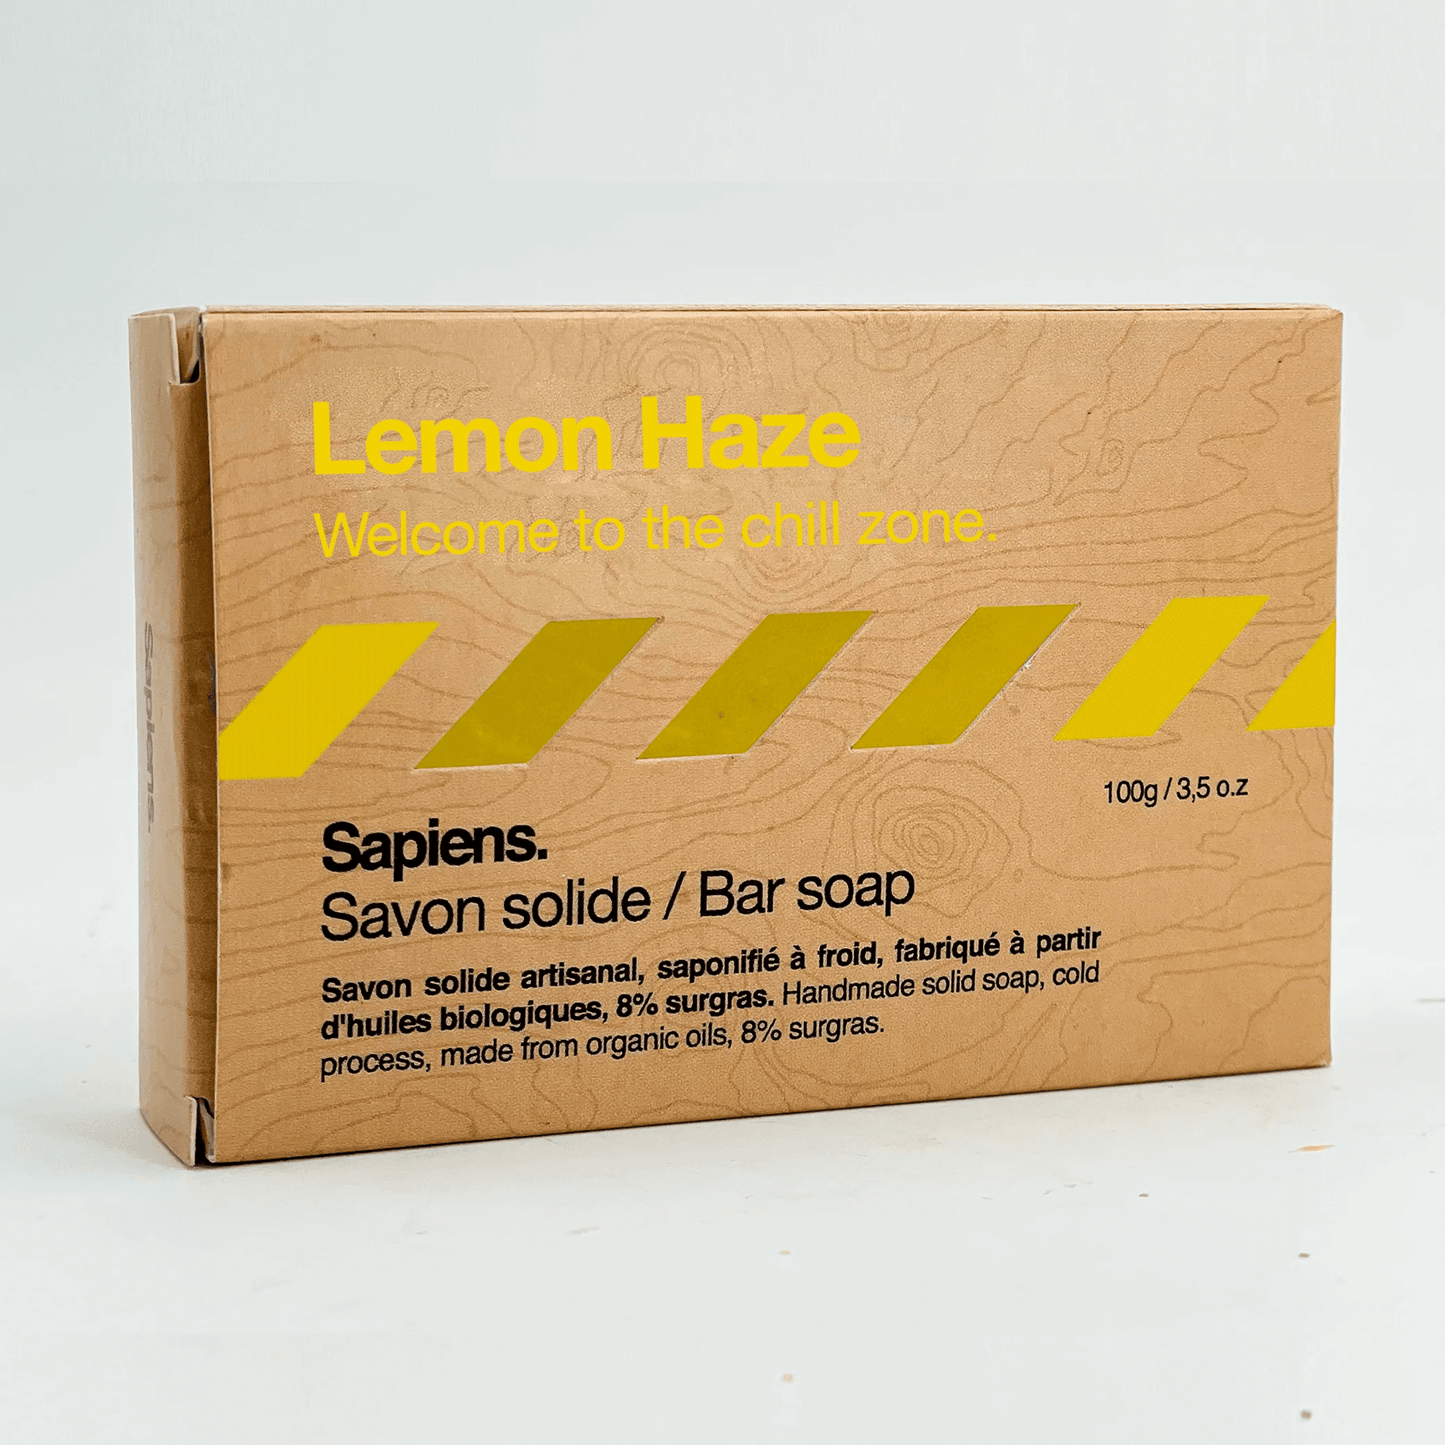 Lemon Haze
Welcome to the chill zone.
100g / 3,5 o.z
Sapiens.
Savon solide / Bar soap
Savon solide artisanal, saponifié à froid, fabriqué à partir
d'huiles biologiques, 8% surgras. Handmade solid soap, cold
process, made from organic oils, 8% surgras.
Sapiens.